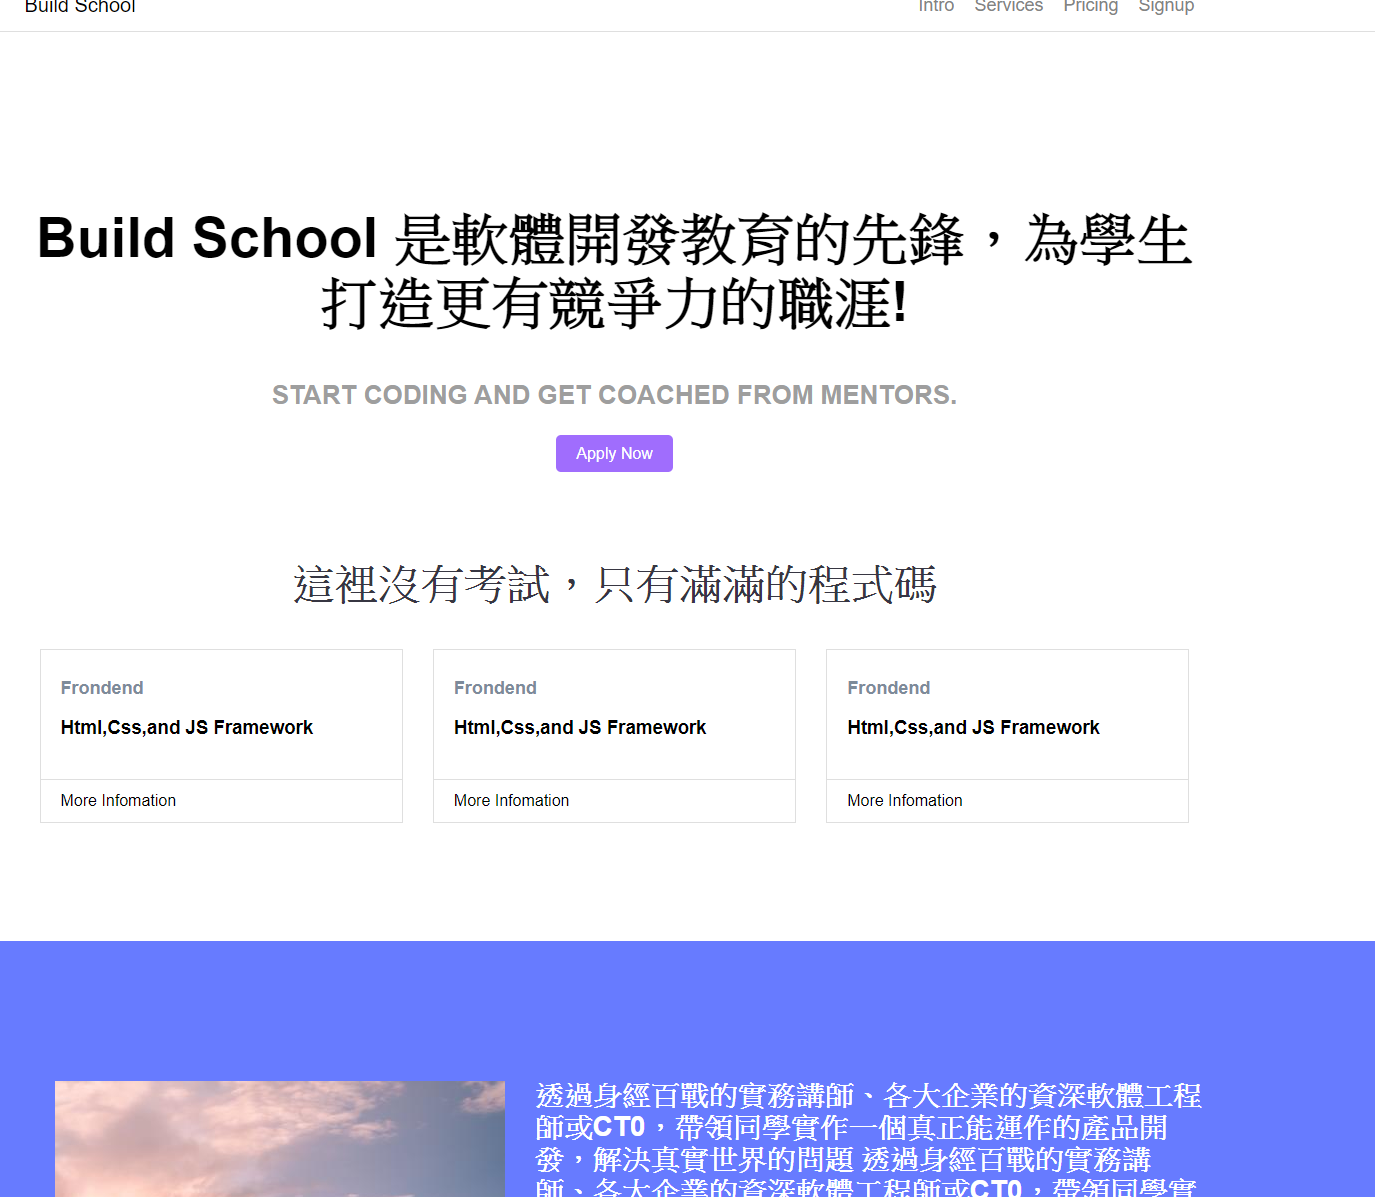 Build School
Intro Services Pricing Signup
Build School 是軟體開發教育的先鋒，為學生
打造更有競爭力的職涯!
START CODING AND GET COACHED FROM MENTORS.
Apply Now
這裡沒有考試，只有滿滿的程式碼
Frondend
Html,Css,and JS Framework
More Infomation
Frondend
Html,Css,and JS Framework
More Infomation
Frondend
Html,Css,and JS Framework
More Infomation
透過身經百戰的實務講師、各大企業的資深軟體工程
師或CTO，帶領同學實作一個真正能運作的產品開
發，解決真實世界的問題 透過身經百戰的實務講
師、各大企業的資深軟體工程師或CTO，帶領同學實